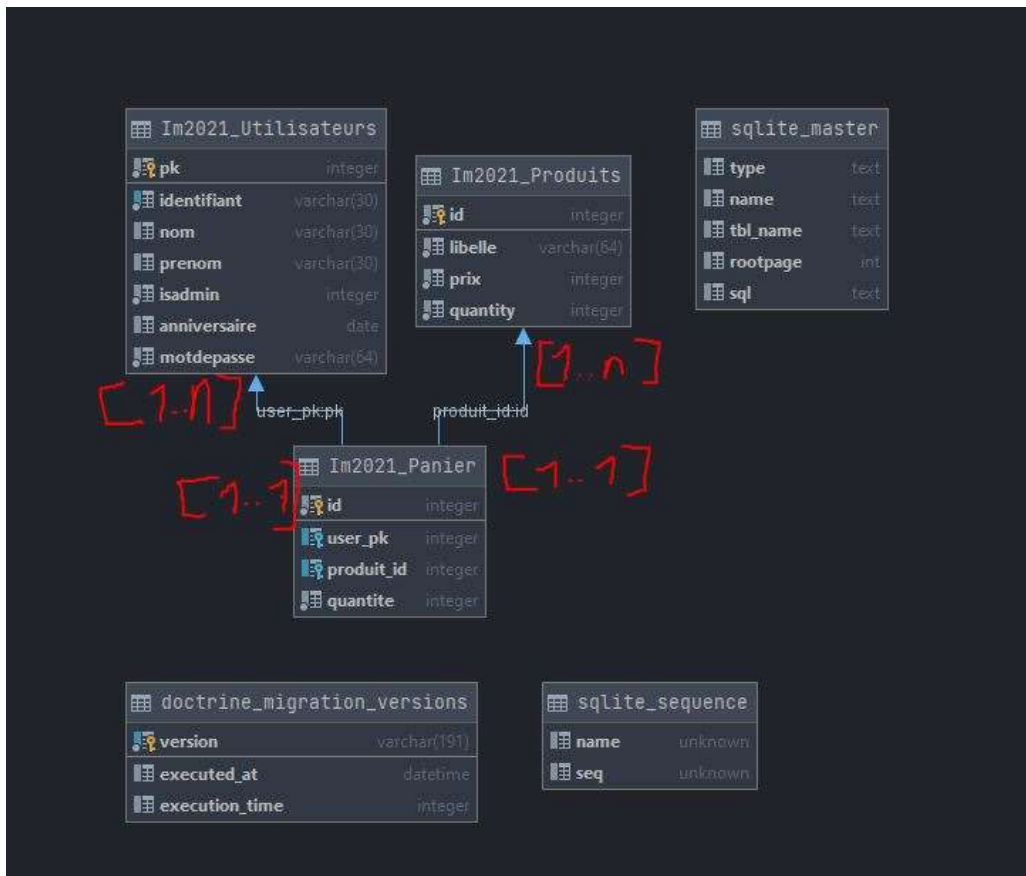 Im2021_Utilisateurs
pk integer
identifiant varchar(30)
nom varchar(30)
prenom varchar(30)
isadmin integer
anniversaire date
motdepasse varchar(64)
Im2021_Produits
id integer
libelle varchar(64)
prix integer
quantity integer
sqlite_master
type text
name text
tbl_name text
rootpage int
sql text
[1..n]
[1..n]
user_pk:pk
produit_id:id
[1..1]
[1..1]
Im2021_Panier
id integer
user_pk integer
produit_id integer
quantite integer
doctrine_migration_versions
version varchar(191)
executed_at datetime
execution_time integer
sqlite_sequence
name unknown
seq unknown